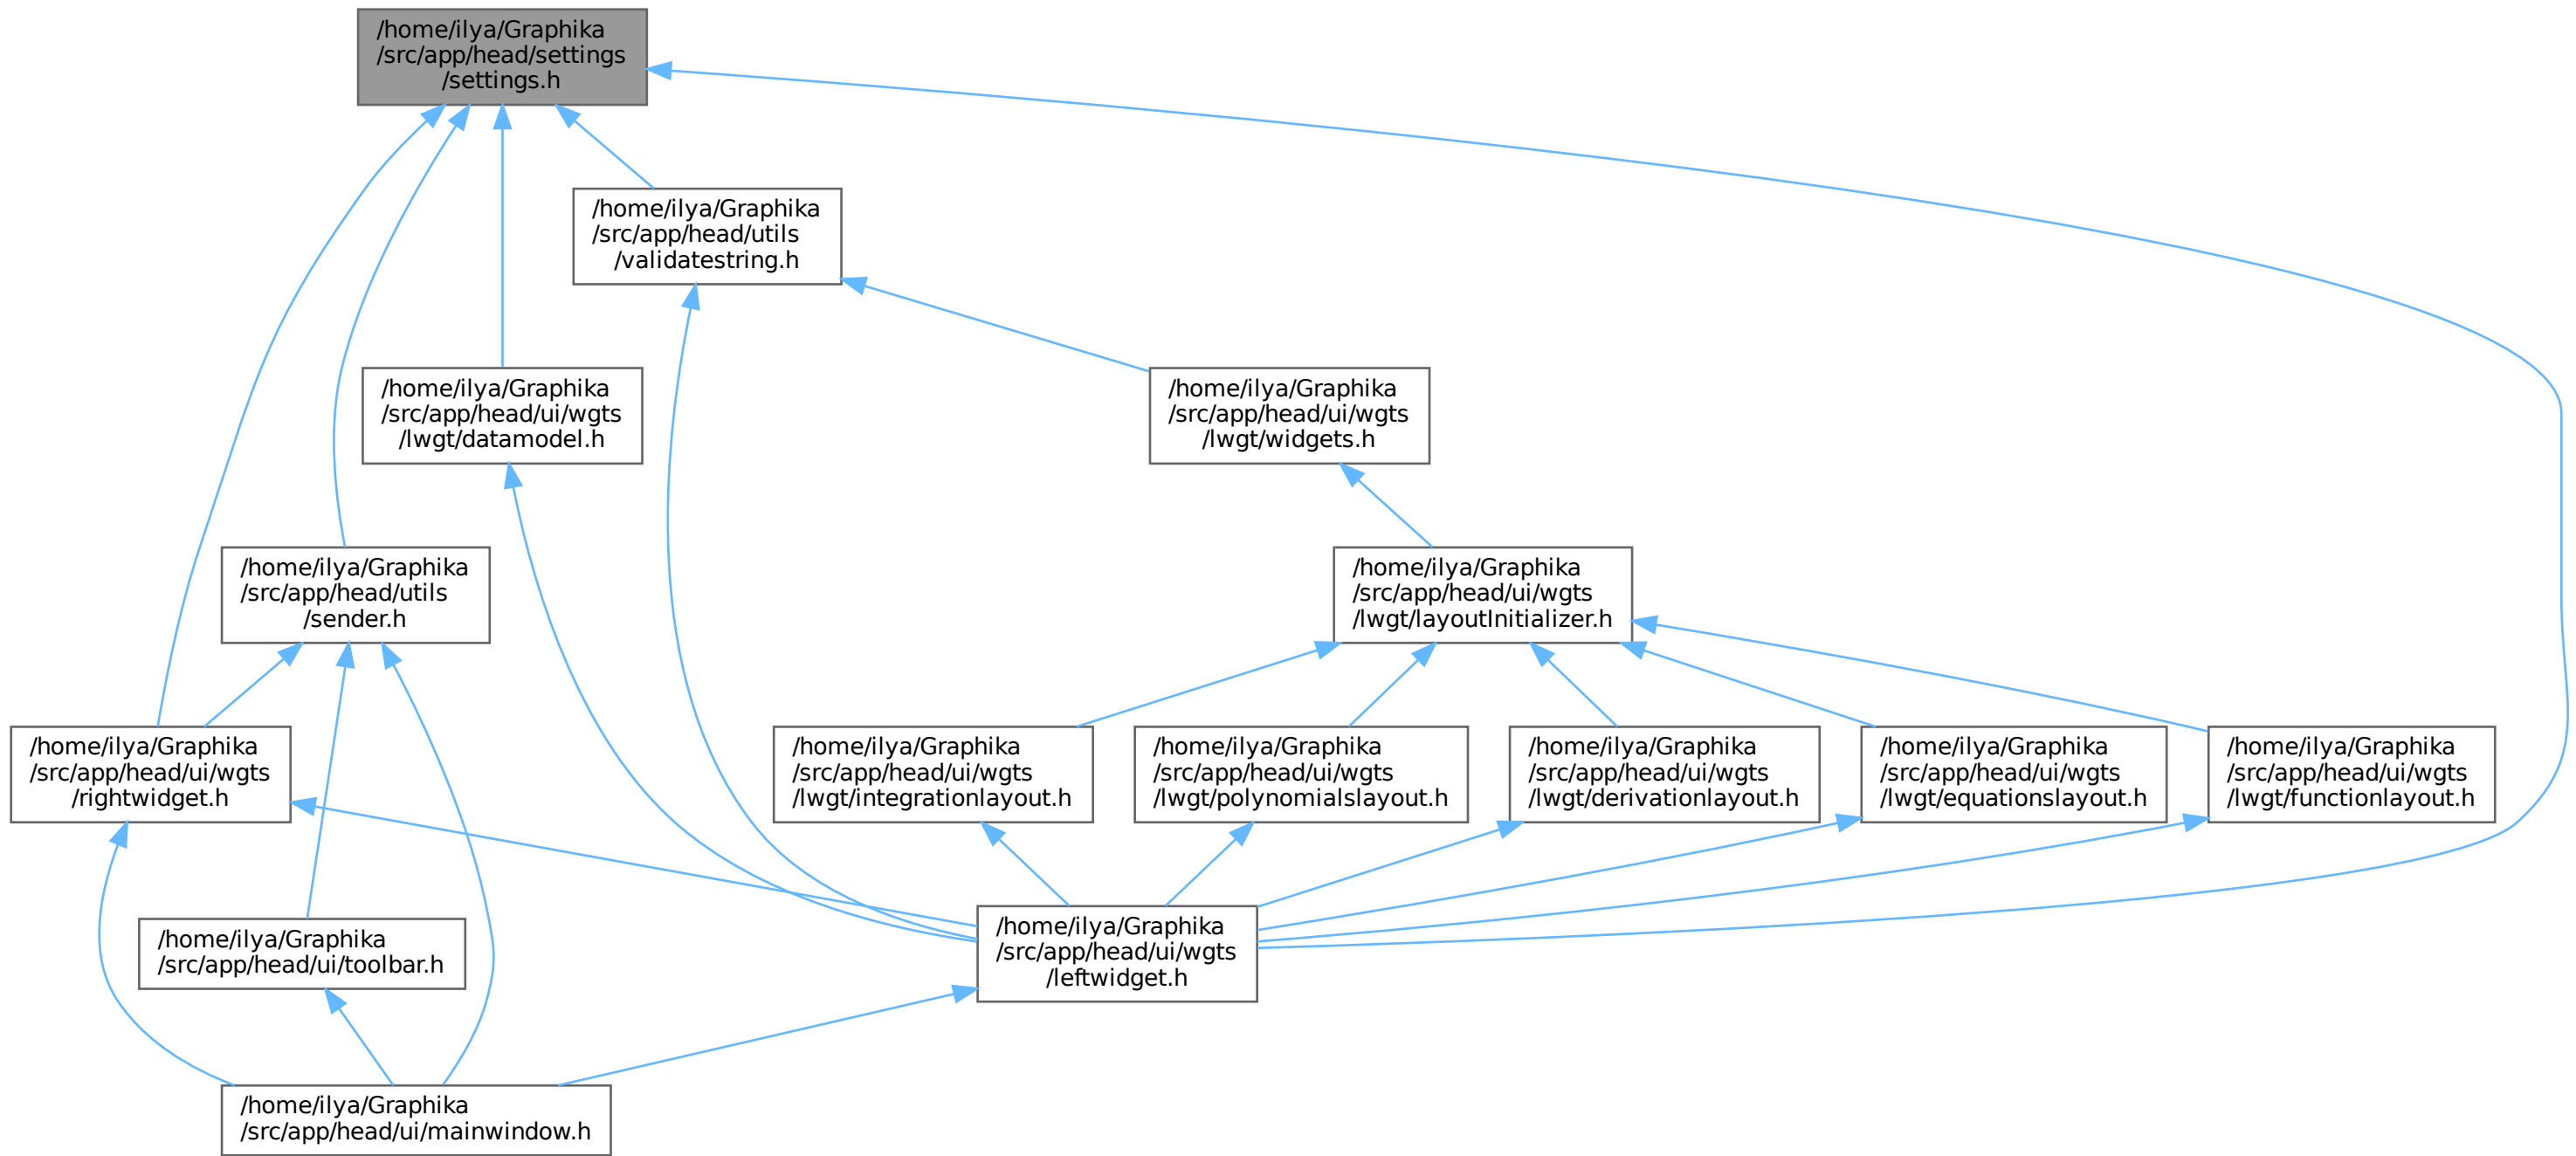 /home/ilya/Graphika
/src/app/head/settings
/settings.h
/home/ilya/Graphika
/src/app/head/utils
/validatestring.h
/home/ilya/Graphika
/src/app/head/ui/wgts
/lwgt/datamodel.h
/home/ilya/Graphika
/src/app/head/ui/wgts
/lwgt/widgets.h
/home/ilya/Graphika
/src/app/head/utils
/sender.h
/home/ilya/Graphika
/src/app/head/ui/wgts
/lwgt/layoutInitializer.h
/home/ilya/Graphika
/src/app/head/ui/wgts
/rightwidget.h
/home/ilya/Graphika
/src/app/head/ui/wgts
/lwgt/integrationlayout.h
/home/ilya/Graphika
/src/app/head/ui/wgts
/lwgt/polynomialslayout.h
/home/ilya/Graphika
/src/app/head/ui/wgts
/lwgt/derivationlayout.h
/home/ilya/Graphika
/src/app/head/ui/wgts
/lwgt/equationslayout.h
/home/ilya/Graphika
/src/app/head/ui/wgts
/lwgt/functionlayout.h
/home/ilya/Graphika
/src/app/head/ui/toolbar.h
/home/ilya/Graphika
/src/app/head/ui/wgts
/leftwidget.h
/home/ilya/Graphika
/src/app/head/ui/mainwindow.h